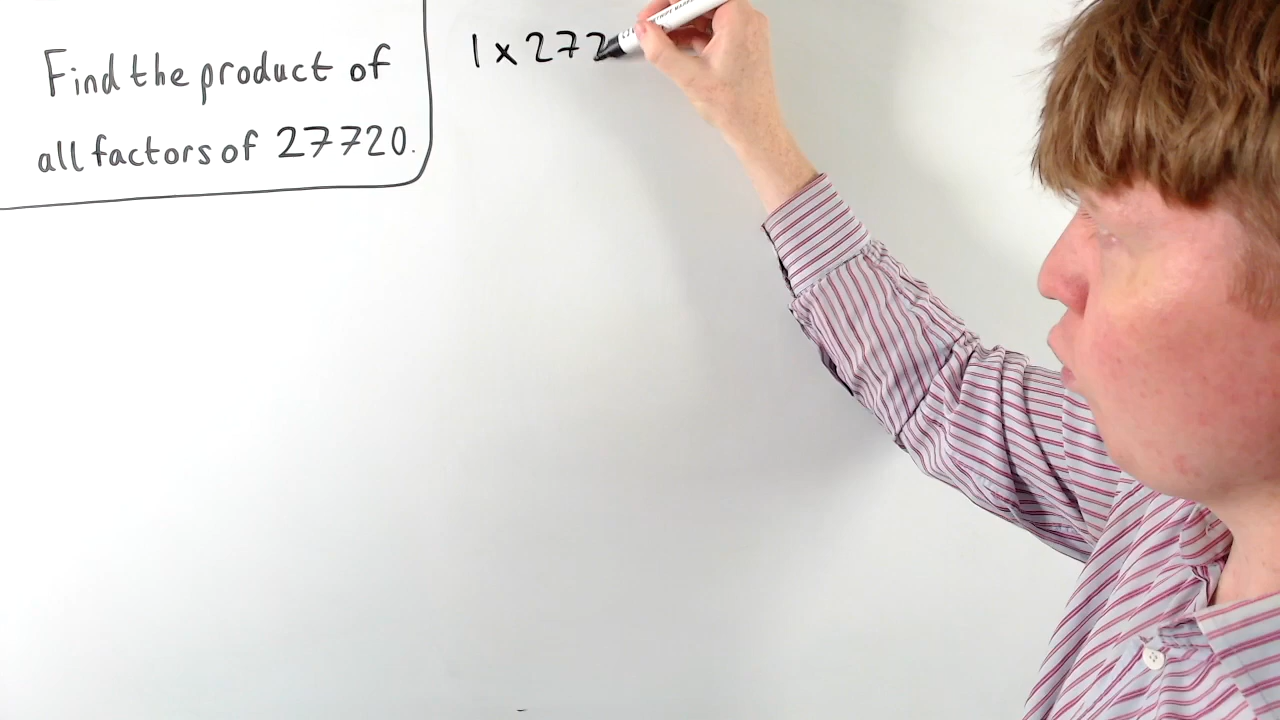 Find the product of
all factors of 27720.
1 x 272